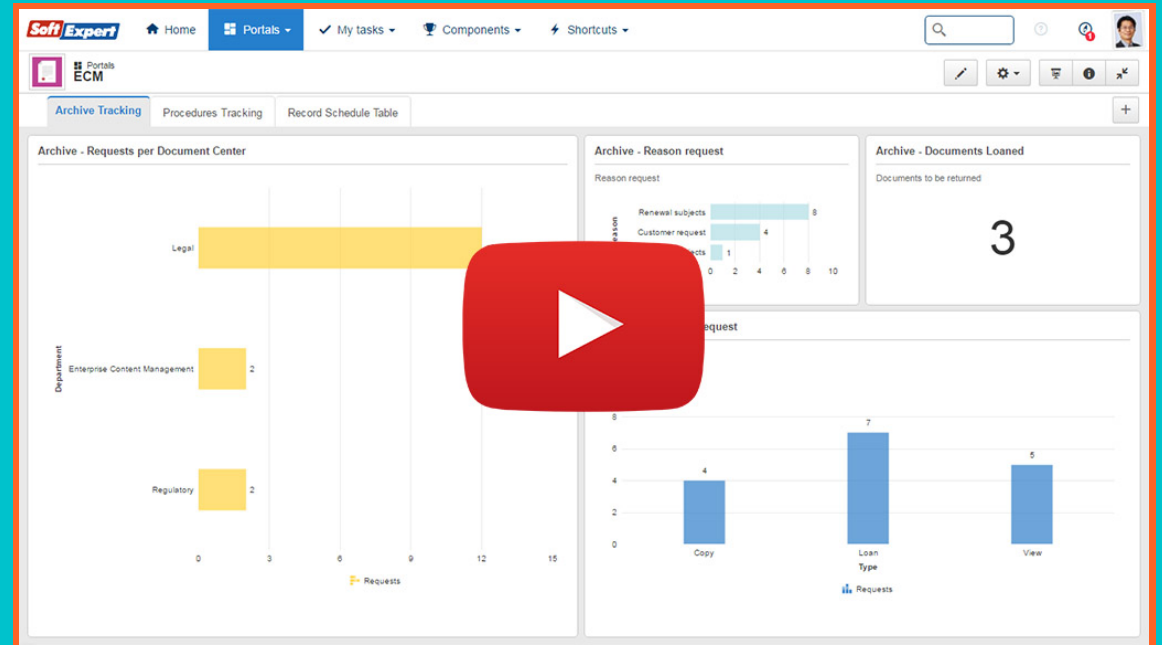 Soft Expert
Home
Portals
My tasks
Components
Shortcuts
1
Portals
ECM
Archive Tracking
Procedures Tracking
Record Schedule Table
Archive - Requests per Document Center
Legal
Enterprise Content Management
2
Regulatory
2
Department
0 3 6 9 12 15
Requests
Archive - Reason request
Reason request
Renewal subjects 8
Customer request 4
1
0 2 4 6 8 10
Archive - Documents Loaned
Documents to be returned
3
8
6
4
2
0
4
7
5
Copy Loan View
Type
Requests